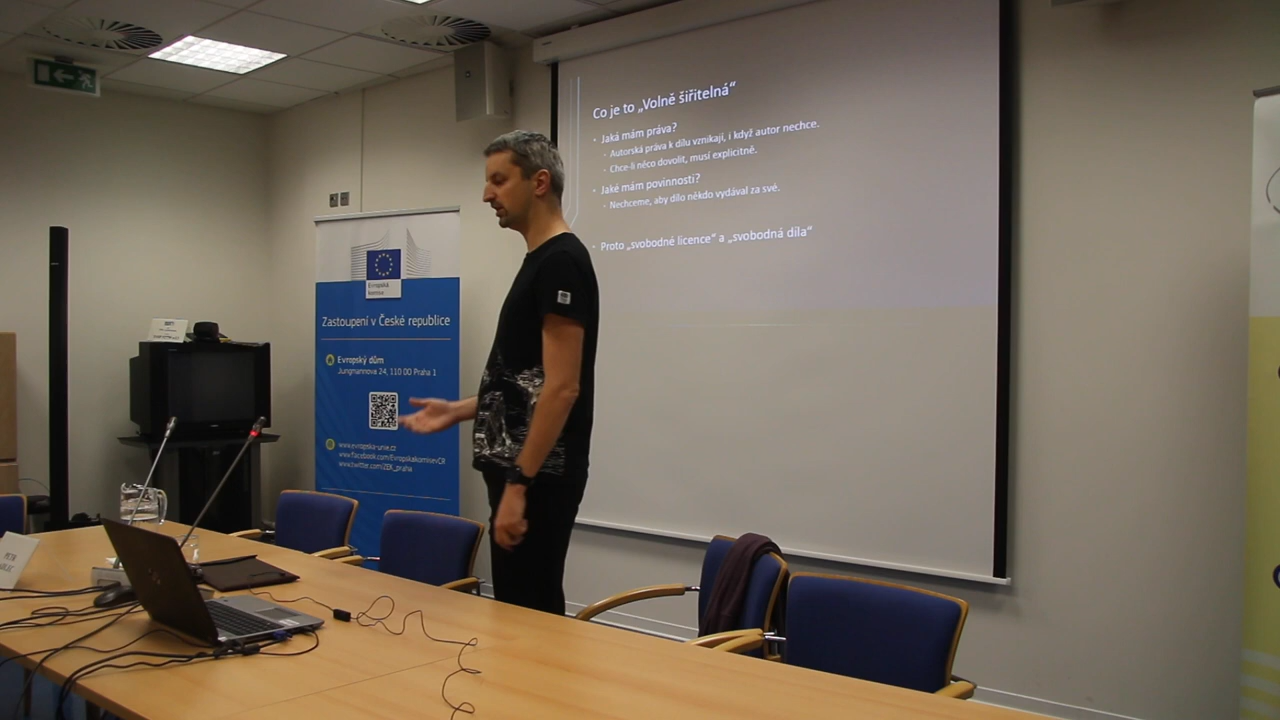 Co je to „Volně šiřitelná“
- Jaká mám práva?
- Autorská práva k dílu vznikají, i když autor nechce.
- Chce-li něco dovolit, musí explicitně.
- Jaké mám povinnosti?
- Nechceme, aby dílo někdo vydával za své.
- Proto „svobodné licence“ a „svobodná díla“
Evropská
komise
Zastoupení v České republice
Evropský dům
Jungmannova 24, 110 00 Praha 1
www.evropska-unie.cz
www.facebook.com/EvropskakomisevCR
www.twitter.com/ZEK_praha
PETR